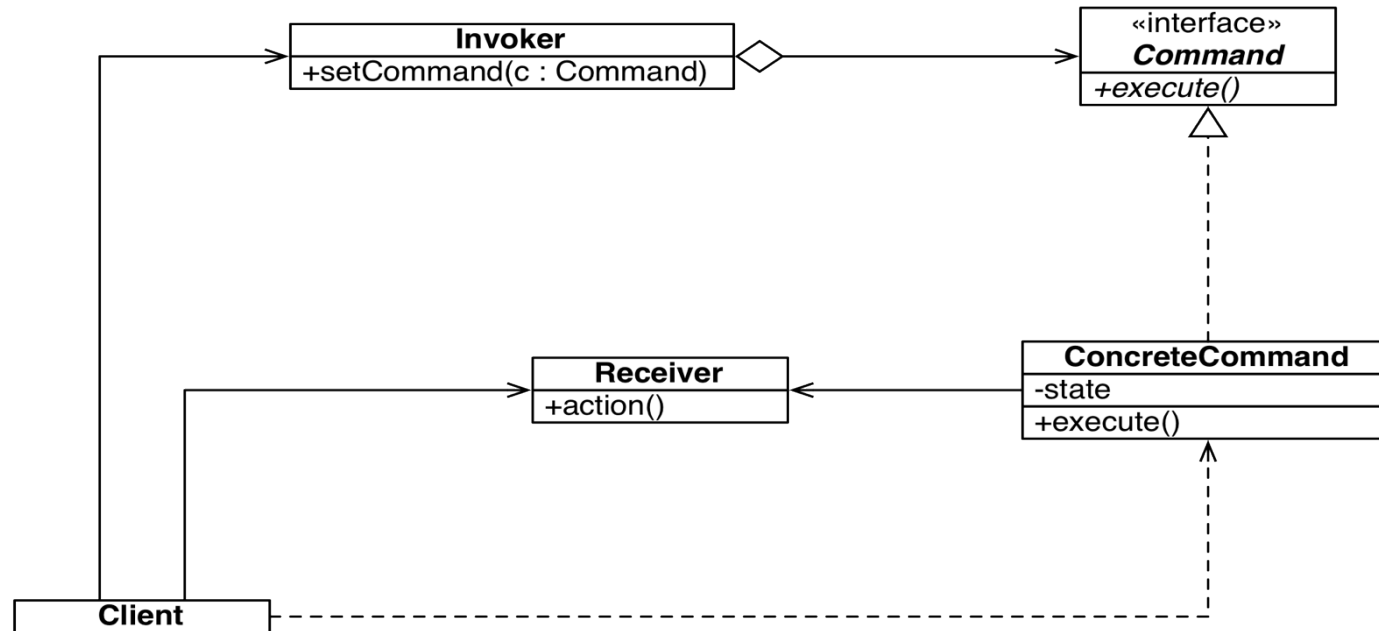 Invoker
+setCommand(c : Command)
«interface»
Command
+execute()
Receiver
+action()
ConcreteCommand
-state
+execute()
Client